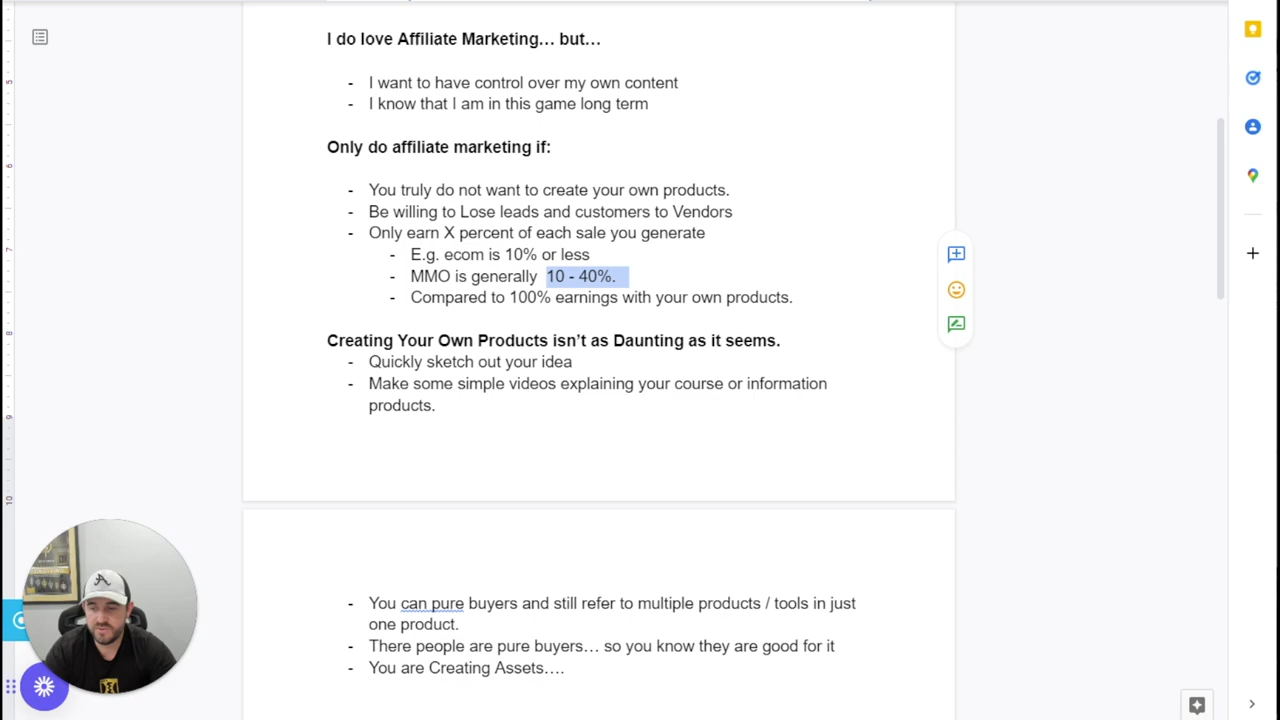 I do love Affiliate Marketing… but…
- I want to have control over my own content
- I know that I am in this game long term
Only do affiliate marketing if:
- You truly do not want to create your own products.
- Be willing to Lose leads and customers to Vendors
- Only earn X percent of each sale you generate
- E.g. ecom is 10% or less
- MMO is generally 10 - 40%.
- Compared to 100% earnings with your own products.
Creating Your Own Products isn't as Daunting as it seems.
- Quickly sketch out your idea
- Make some simple videos explaining your course or information
products.
- You can pure buyers and still refer to multiple products / tools in just
one product.
- There people are pure buyers… so you know they are good for it
- You are Creating Assets….
5
6
7
8
9
10
A